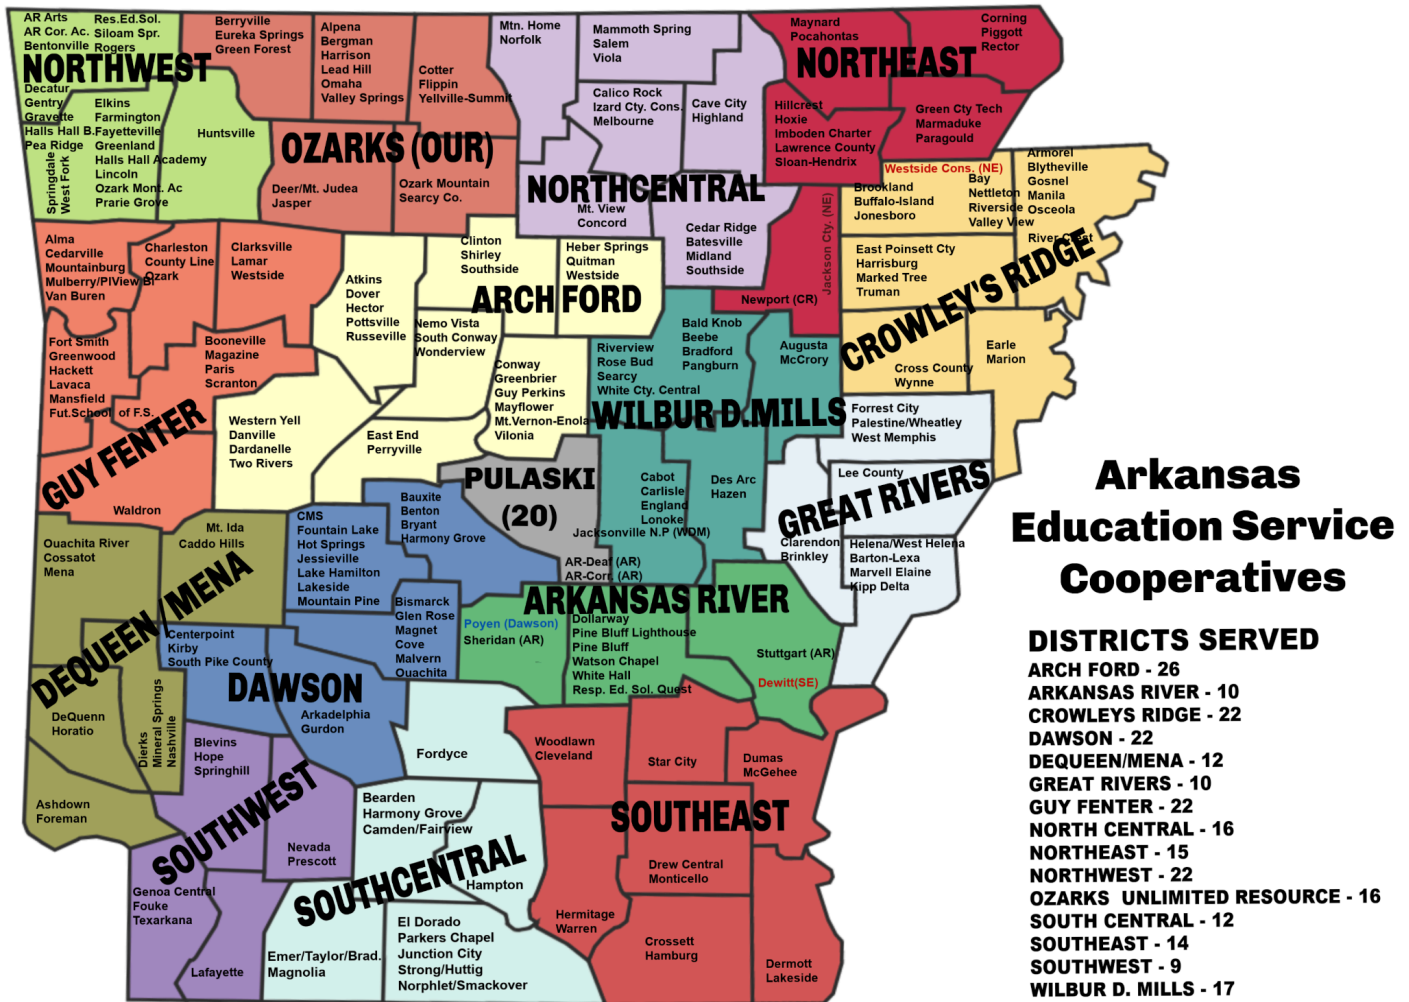 AR Arts
AR Cor. Ac.
Bentonville
Res.Ed.Sol.
Siloam Spr.
Rogers
NORTHWEST
Decatur
Gentry
Gravette
Halls Hall B.
Pea Ridge
Springdale
West Fork
Elkins
Farmington
Fayetteville
Greenland
Halls Hall Academy
Lincoln
Ozark Mont. Ac
Prarie Grove
Huntsville
Berryville
Eureka Springs
Green Forest
Alpena
Bergman
Harrison
Lead Hill
Omaha
Valley Springs
Cotter
Flippin
Yellville-Summit
OZARKS (OUR)
Deer/Mt. Judea
Jasper
Ozark Mountain
Searcy Co.
Mtn. Home
Norfolk
Mammoth Spring
Salem
Viola
Calico Rock
Izard Cty. Cons.
Melbourne
Cave City
Highland
NORTHCENTRAL
Mt. View
Concord
Cedar Ridge
Batesville
Midland
Southside
Maynard
Pocahontas
Corning
Piggott
Rector
NORTHEAST
Hillcrest
Hoxie
Imboden Charter
Lawrence County
Sloan-Hendrix
Green Cty Tech
Marmaduke
Paragould
Jackson Cty. (NE)
Newport (CR)
Westside Cons. (NE)
Brookland
Buffalo-Island
Jonesboro
Bay
Nettleton
Riverside
Valley View
Armorel
Blytheville
Gosnel
Manila
Osceola
River Crest
East Poinsett Cty
Harrisburg
Marked Tree
Truman
CROWLEY'S RIDGE
Cross County
Wynne
Earle
Marion
Alma
Cedarville
Mountainburg
Mulberry/PlView Bi
Van Buren
Charleston
County Line
Ozark
Clarksville
Lamar
Westside
Fort Smith
Greenwood
Hackett
Lavaca
Mansfield
Fut.School of F.S.
Booneville
Magazine
Paris
Scranton
GUY FENTER
Waldron
Atkins
Dover
Hector
Pottsville
Russeville
Clinton
Shirley
Southside
Heber Springs
Quitman
Westside
ARCH FORD
Nemo Vista
South Conway
Wonderview
Conway
Greenbrier
Guy Perkins
Mayflower
Mt.Vernon-Enola
Vilonia
Western Yell
Danville
Dardanelle
Two Rivers
East End
Perryville
Riverview
Rose Bud
Searcy
White Cty. Central
Bald Knob
Beebe
Bradford
Pangburn
Augusta
McCrory
WILBUR D.MILLS
Cabot
Carlisle
England
Lonoke
Jacksonville N.P (WDM)
Des Arc
Hazen
Forrest City
Palestine/Wheatley
West Memphis
Lee County
GREAT RIVERS
Clarendon
Brinkley
Helena/West Helena
Barton-Lexa
Marvell Elaine
Kipp Delta
PULASKI
(20)
AR-Deaf (AR)
AR-Corr. (AR)
Ouachita River
Cossatot
Mena
Mt. Ida
Caddo Hills
DEQUEEN/MENA
DeQuenn
Horatio
Dierks
Mineral Springs
Nashville
Ashdown
Foreman
CMS
Fountain Lake
Hot Springs
Jessieville
Lake Hamilton
Lakeside
Mountain Pine
Bauxite
Benton
Bryant
Harmony Grove
Bismarck
Glen Rose
Magnet
Cove
Malvern
Ouachita
Centerpoint
Kirby
South Pike County
DAWSON
Arkadelphia
Gurdon
ARKANSAS RIVER
Poyen (Dawson)
Sheridan (AR)
Dollarway
Pine Bluff Lighthouse
Pine Bluff
Watson Chapel
White Hall
Resp. Ed. Sol. Quest
Stuttgart (AR)
Dewitt(SE)
Blevins
Hope
Springhill
SOUTHWEST
Nevada
Prescott
Genoa Central
Fouke
Texarkana
Lafayette
Fordyce
Bearden
Harmony Grove
Camden/Fairview
SOUTHCENTRAL
Hampton
Emer/Taylor/Brad.
Magnolia
El Dorado
Parkers Chapel
Junction City
Strong/Huttig
Norphlet/Smackover
Woodlawn
Cleveland
Star City
Dumas
McGehee
SOUTHEAST
Drew Central
Monticello
Hermitage
Warren
Crossett
Hamburg
Dermott
Lakeside
Arkansas
Education Service
Cooperatives
DISTRICTS SERVED
ARCH FORD - 26
ARKANSAS RIVER - 10
CROWLEYS RIDGE - 22
DAWSON - 22
DEQUEEN/MENA - 12
GREAT RIVERS - 10
GUY FENTER - 22
NORTH CENTRAL - 16
NORTHEAST - 15
NORTHWEST - 22
OZARKS UNLIMITED RESOURCE - 16
SOUTH CENTRAL - 12
SOUTHEAST - 14
SOUTHWEST - 9
WILBUR D. MILLS - 17